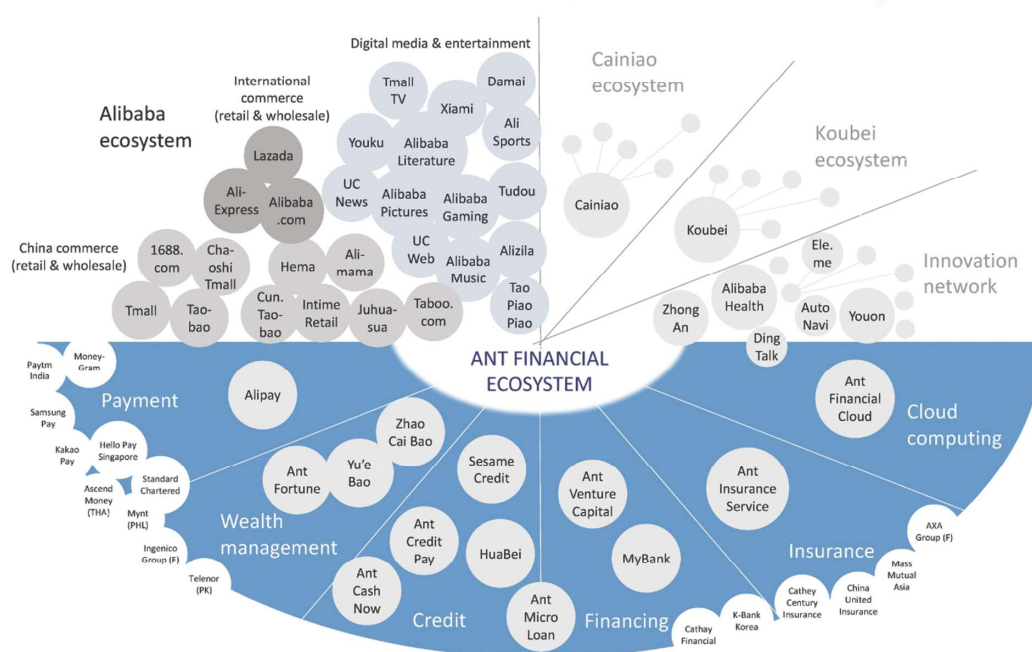 Digital media & entertainment
Alibaba
ecosystem
International
commerce
(retail & wholesale)
Tmall
TV
Xiami
Damai
Youku
Alibaba
Literature
Ali
Sports
Lazada
Ali-
Express
Alibaba
.com
UC
News
Alibaba
Pictures
Alibaba
Gaming
Tudou
China commerce
(retail & wholesale)
1688.
com
Cha-
oshi
Tmall
Hema
Ali-
mama
UC
Web
Alibaba
Music
Alizila
Tmall
Tao-
bao
Cun.
Tao-
bao
Intime
Retail
Juhua-
sua
Taboo.
com
Tao
Piao
Piao
Cainiao
ecosystem
Cainiao
Koubei
ecosystem
Koubei
Innovation
network
Ele.
me
Alibaba
Health
Zhong
An
Auto
Navi
Youon
Ding
Talk
ANT FINANCIAL
ECOSYSTEM
Payment
Alipay
Paytm
India
Money-
Gram
Samsung
Pay
Kakao
Pay
Hello Pay
Singapore
Ascend
Money
(THA)
Standard
Chartered
Mynt
(PHL)
Ingenico
Group (F)
Telenor
(PK)
Wealth
management
Zhao
Cai Bao
Ant
Fortune
Yu'e
Bao
Credit
Sesame
Credit
Ant
Credit
Pay
HuaBei
Ant
Cash
Now
Ant
Micro
Loan
Financing
Ant
Venture
Capital
MyBank
Cathay
Financial
K-Bank
Korea
Insurance
Ant
Insurance
Service
Cathey
Century
Insurance
China
United
Insurance
Mass
Mutual
Asia
AXA
Group (F)
Cloud
computing
Ant
Financial
Cloud